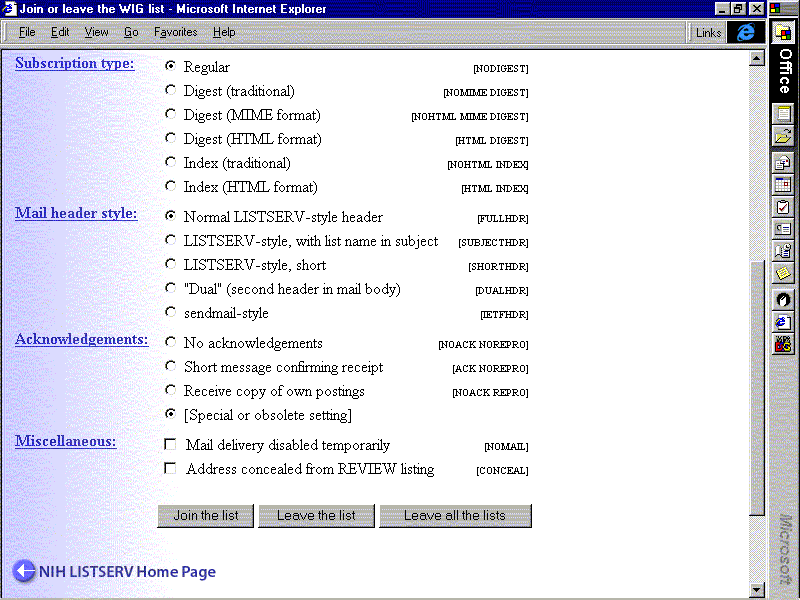 Join or leave the WIG list - Microsoft Internet Explorer
File Edit View Go Favorites Help Links
Office
Subscription type: Regular [NODIGEST]
Digest (traditional) [NOMIME DIGEST]
Digest (MIME format) [NOHTML MIME DIGEST]
Digest (HTML format) [HTML DIGEST]
Index (traditional) [NOHTML INDEX]
Index (HTML format) [HTML INDEX]
Mail header style: Normal LISTSERV-style header [FULLHDR]
LISTSERV-style, with list name in subject [SUBJECTHDR]
LISTSERV-style, short [SHORTHDR]
"Dual" (second header in mail body) [DUALHDR]
sendmail-style [IETFHDR]
Acknowledgements: No acknowledgements [NOACK NOREPRO]
Short message confirming receipt [ACK NOREPRO]
Receive copy of own postings [NOACK REPRO]
[Special or obsolete setting]
Miscellaneous: Mail delivery disabled temporarily [NOMAIL]
Address concealed from REVIEW listing [CONCEAL]
Join the list Leave the list Leave all the lists
Microsoft
NIH LISTSERV Home Page